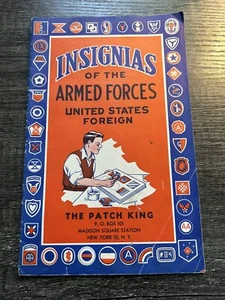 INSIGNIAS
OF THE
ARMED FORCES
UNITED STATES
FOREIGN
THE PATCH KING
P. O. BOX 101
MADISON SQUARE STATION
NEW YORK 10, N. Y.